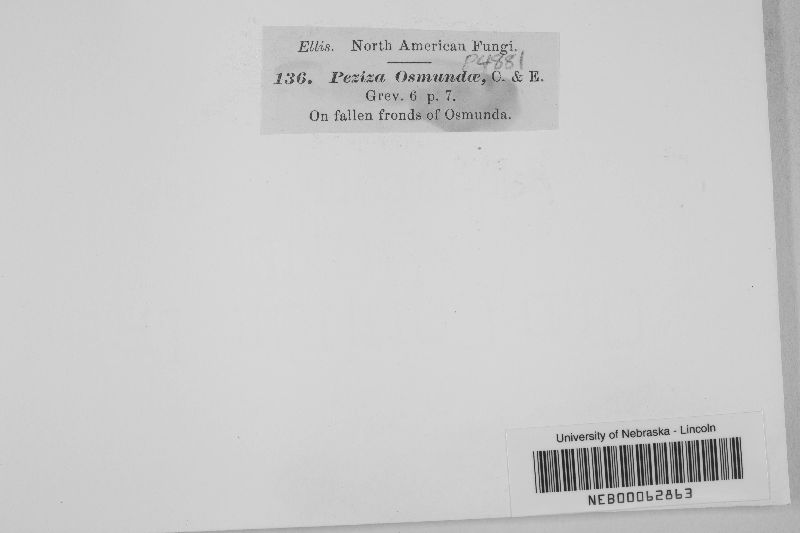 Ellis. North American Fungi.
P4881
136. Peziza Osmundæ, C. & E.
Grev. 6 p. 7.
On fallen fronds of Osmunda.
University of Nebraska - Lincoln
NEB00062863